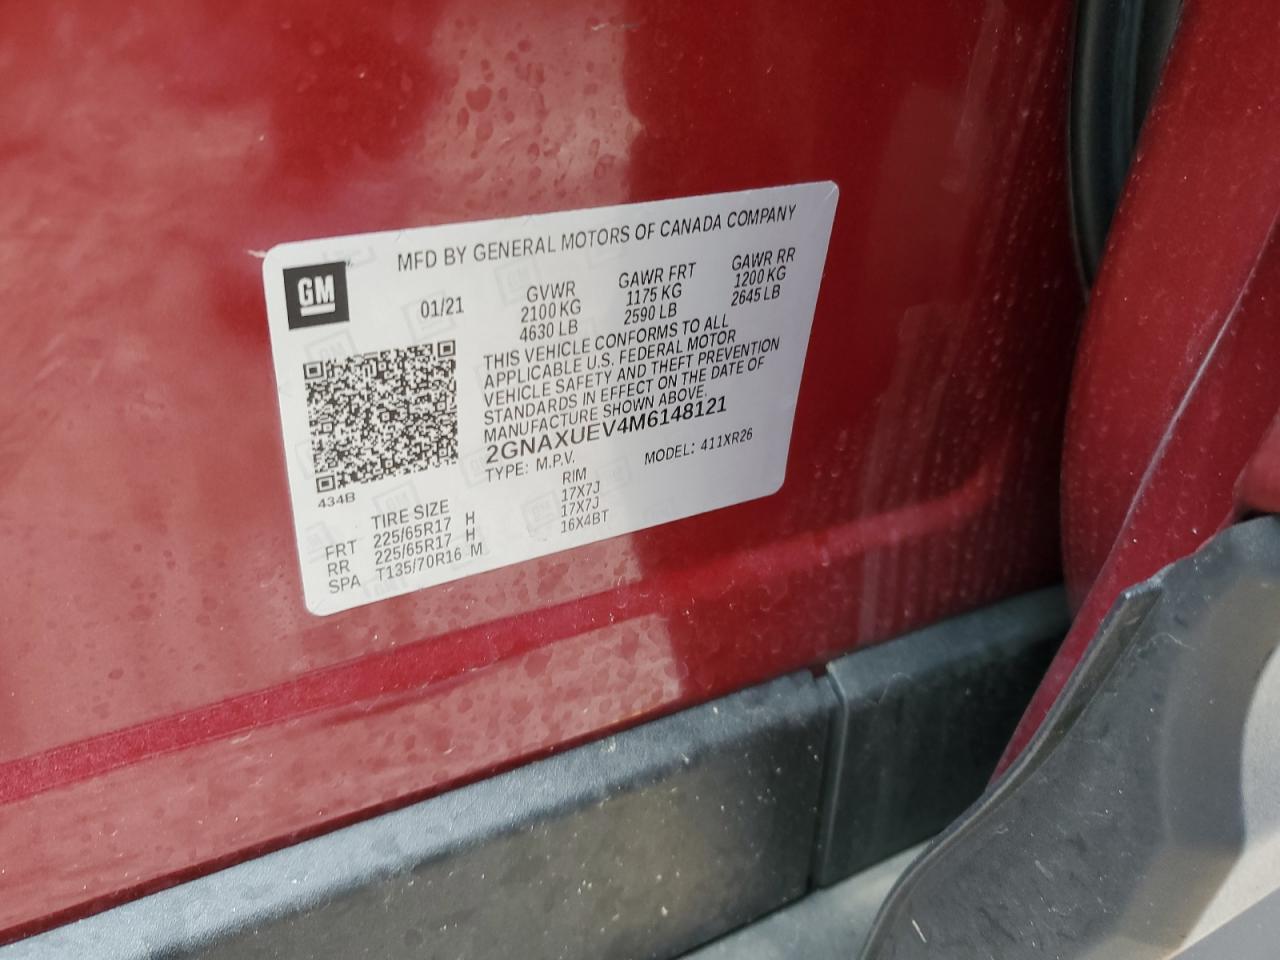 MFD BY GENERAL MOTORS OF CANADA COMPANY
GM
01/21
GVWR
2100 KG
4630 LB
GAWR FRT
1175 KG
2590 LB
GAWR RR
1200 KG
2645 LB
THIS VEHICLE CONFORMS TO ALL
APPLICABLE U.S. FEDERAL MOTOR
VEHICLE SAFETY AND THEFT PREVENTION
STANDARDS IN EFFECT ON THE DATE OF
MANUFACTURE SHOWN ABOVE.
2GNAXUEV4M6148121
TYPE: M.P.V.
MODEL: 411XR26
434B
TIRE SIZE
RIM
FRT 225/65R17 H 17X7J
RR 225/65R17 H 17X7J
SPA T135/70R16 M 16X4BT